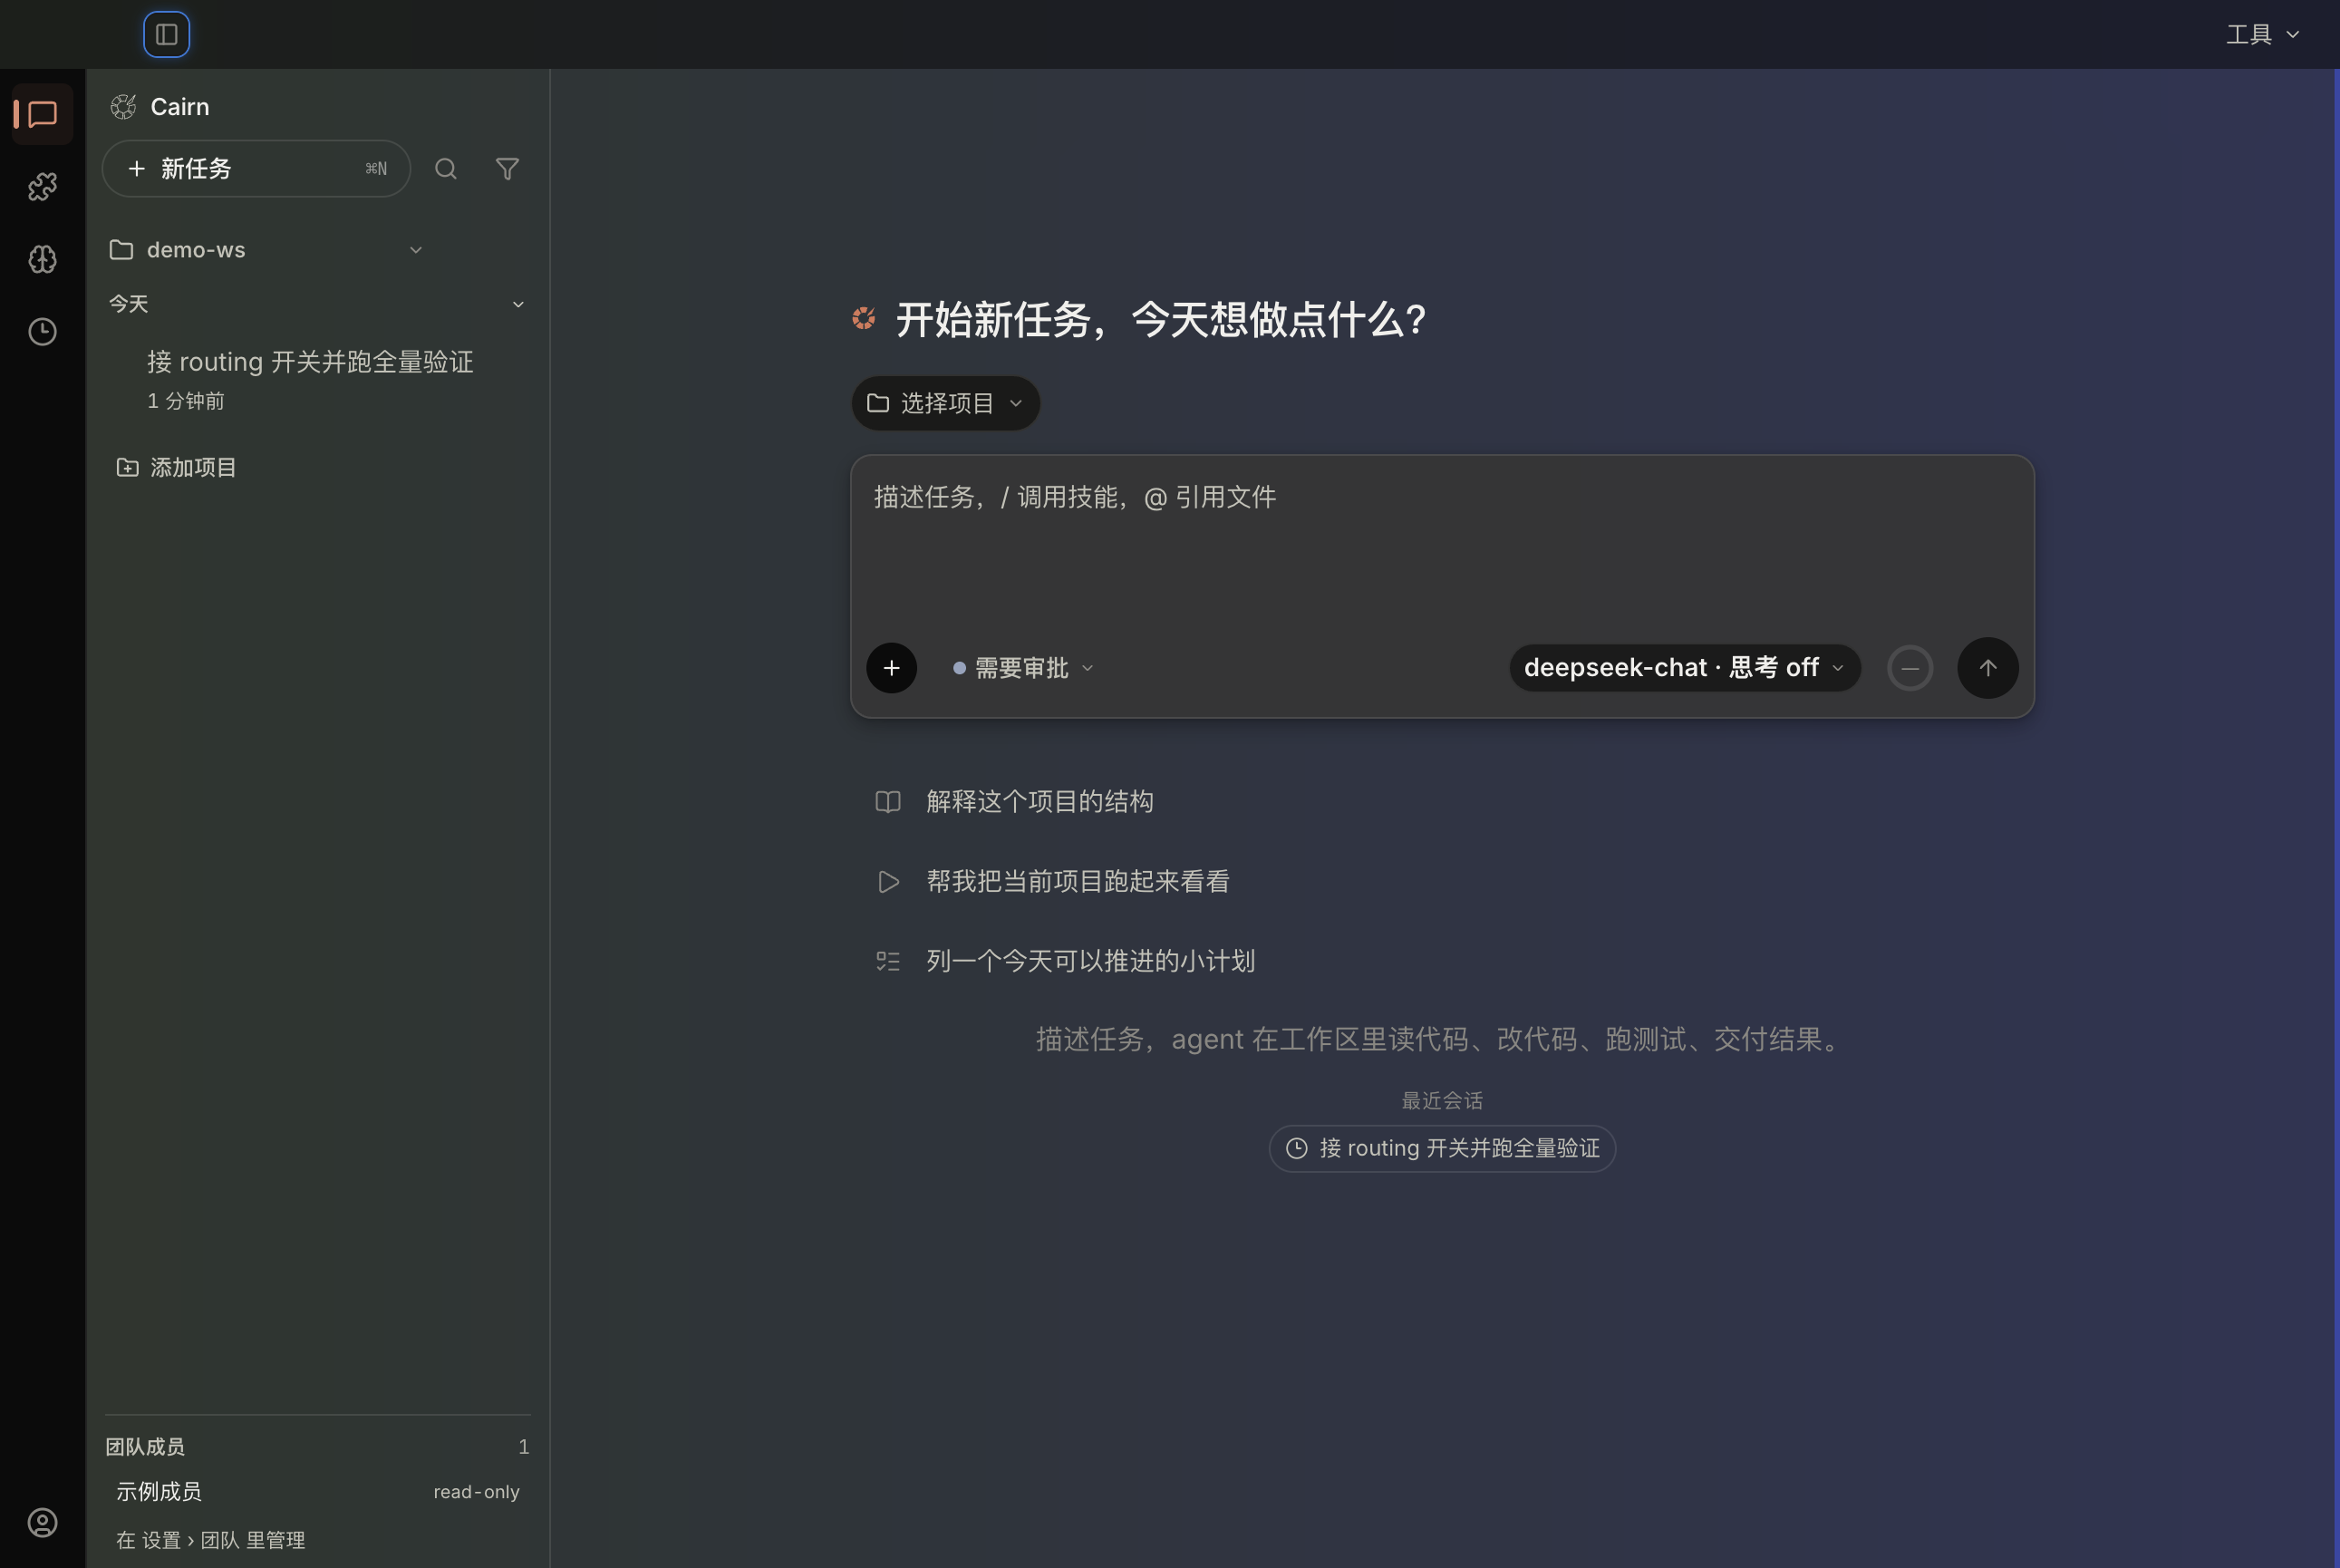 工具
Cairn
新任务 ⌘N
demo-ws
今天
接 routing 开关并跑全量验证
1 分钟前
添加项目
开始新任务，今天想做点什么?
选择项目
描述任务，/ 调用技能，@ 引用文件
需要审批
deepseek-chat · 思考 off
解释这个项目的结构
帮我把当前项目跑起来看看
列一个今天可以推进的小计划
描述任务，agent 在工作区里读代码、改代码、跑测试、交付结果。
最近会话
接 routing 开关并跑全量验证
团队成员 1
示例成员 read-only
在 设置 › 团队 里管理